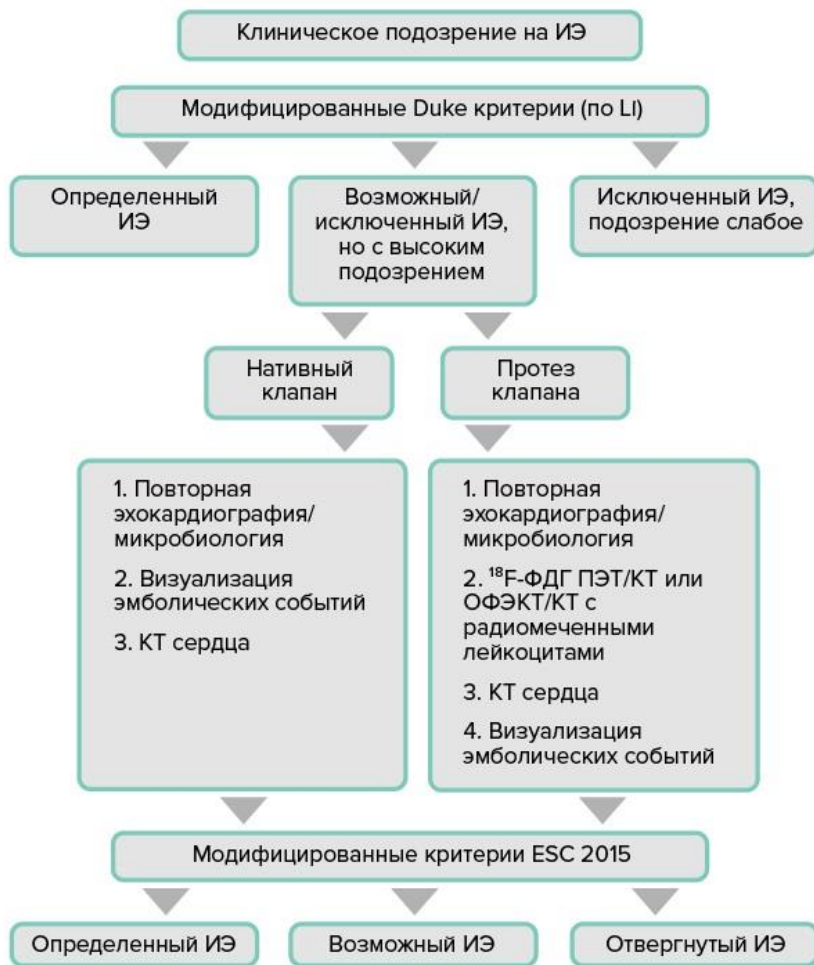 Клиническое подозрение на ИЭ
Модифицированные Duke критерии (по LI)
Определенный
ИЭ
Возможный/
исключенный ИЭ,
но с высоким
подозрением
Исключенный ИЭ,
подозрение слабое
Нативный
клапан
Протез
клапана
1. Повторная
эхокардиография/
микробиология
2. Визуализация
эмболических событий
3. КТ сердца
1. Повторная
эхокардиография/
микробиология
2. ¹⁸F-ФДГ ПЭТ/КТ или
ОФЭКТ/КТ с
радиомеченными
лейкоцитами
3. КТ сердца
4. Визуализация
эмболических событий
Модифицированные критерии ESC 2015
Определенный ИЭ
Возможный ИЭ
Отвергнутый ИЭ